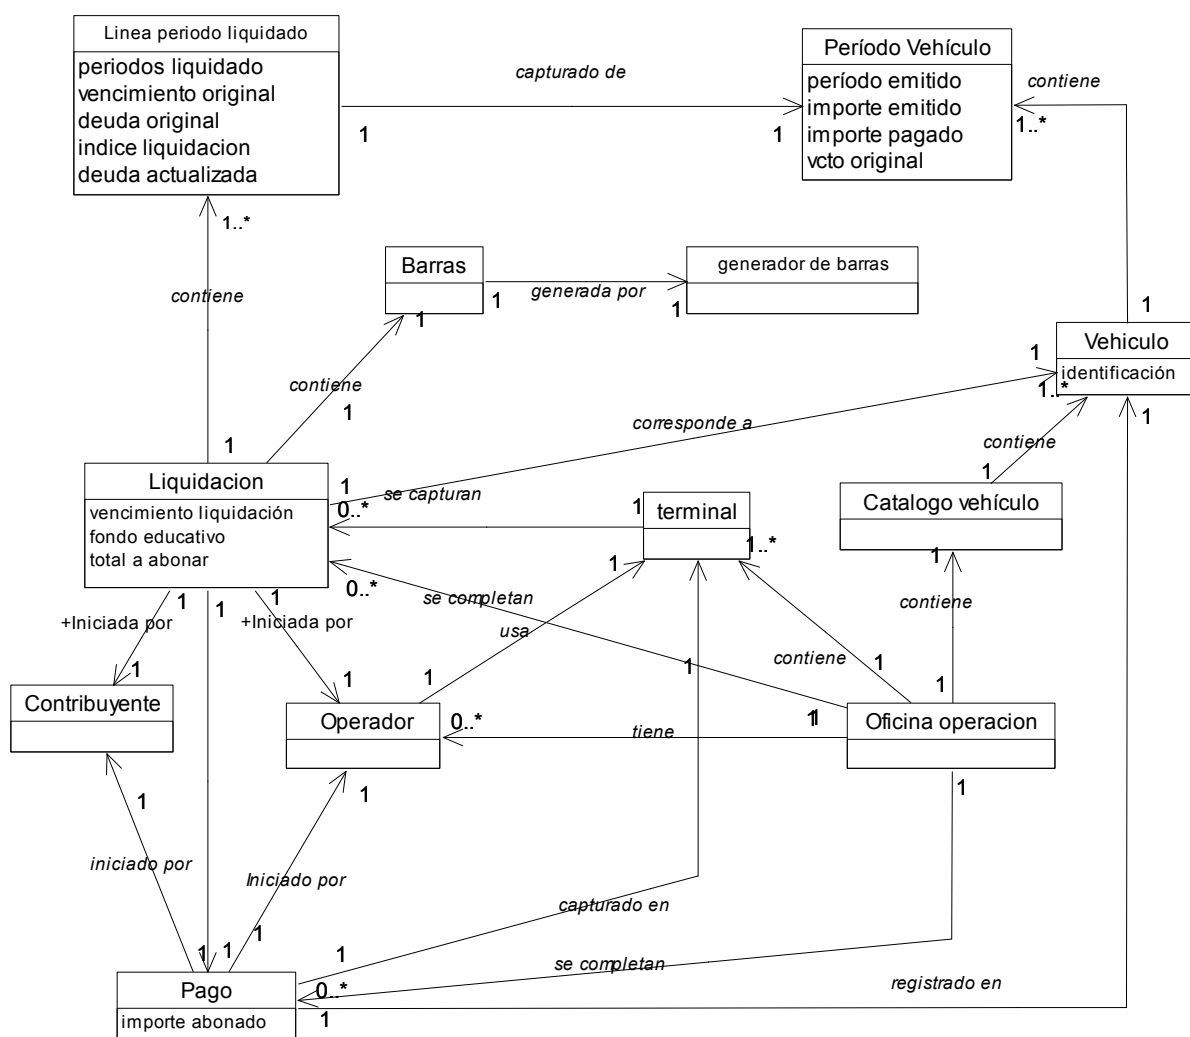 Linea periodo liquidado
periodos liquidado
vencimiento original
deuda original
indice liquidacion
deuda actualizada
capturado de
1
1
Período Vehículo
período emitido
importe emitido
importe pagado
vcto original
contiene
1..*
1..*
contiene
Barras
1
1
generada por
generador de barras
1
1
Vehiculo
identificación
1
1..*
1
contiene
1
1
corresponde a
contiene
1
Liquidacion
vencimiento liquidación
fondo educativo
total a abonar
1
se capturan
0..*
1
terminal
1..*
Catalogo vehículo
1
0..*
1
1
1
1
+Iniciada por
+Iniciada por
se completan
usa
contiene
1
1
1
1
contiene
1
1
Contribuyente
Operador
0..*
tiene
1
1
Oficina operacion
1
1
1
iniciado por
Iniciado por
capturado en
1
1
1
1
se completan
Pago
importe abonado
0..*
1
registrado en